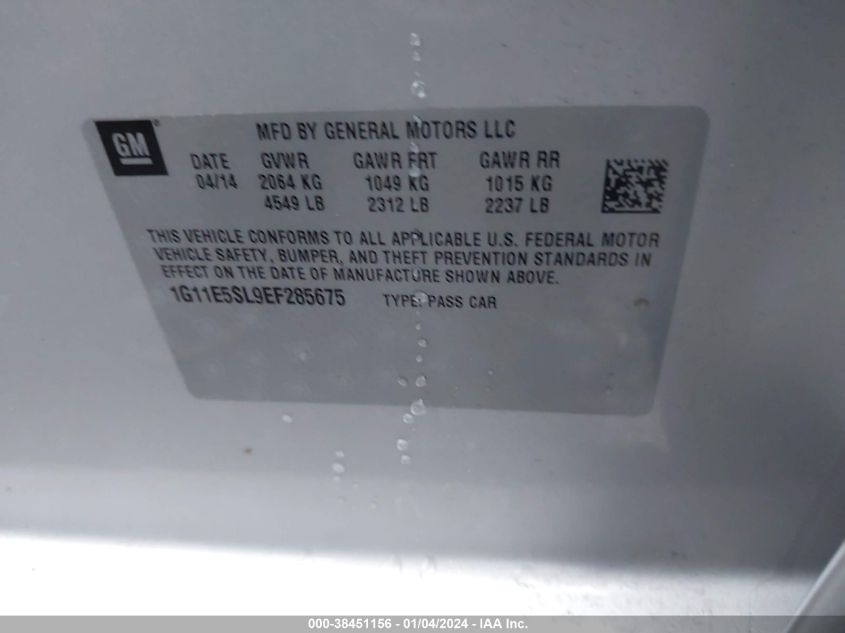 GM®
MFD BY GENERAL MOTORS LLC
DATE GVWR GAWR FRT GAWR RR
04/14 2064 KG 1049 KG 1015 KG
4549 LB 2312 LB 2237 LB
THIS VEHICLE CONFORMS TO ALL APPLICABLE U.S. FEDERAL MOTOR
VEHICLE SAFETY, BUMPER, AND THEFT PREVENTION STANDARDS IN
EFFECT ON THE DATE OF MANUFACTURE SHOWN ABOVE.
1G11E5SL9EF285675 TYPE: PASS CAR
000-38451156 - 01/04/2024 - IAA Inc.